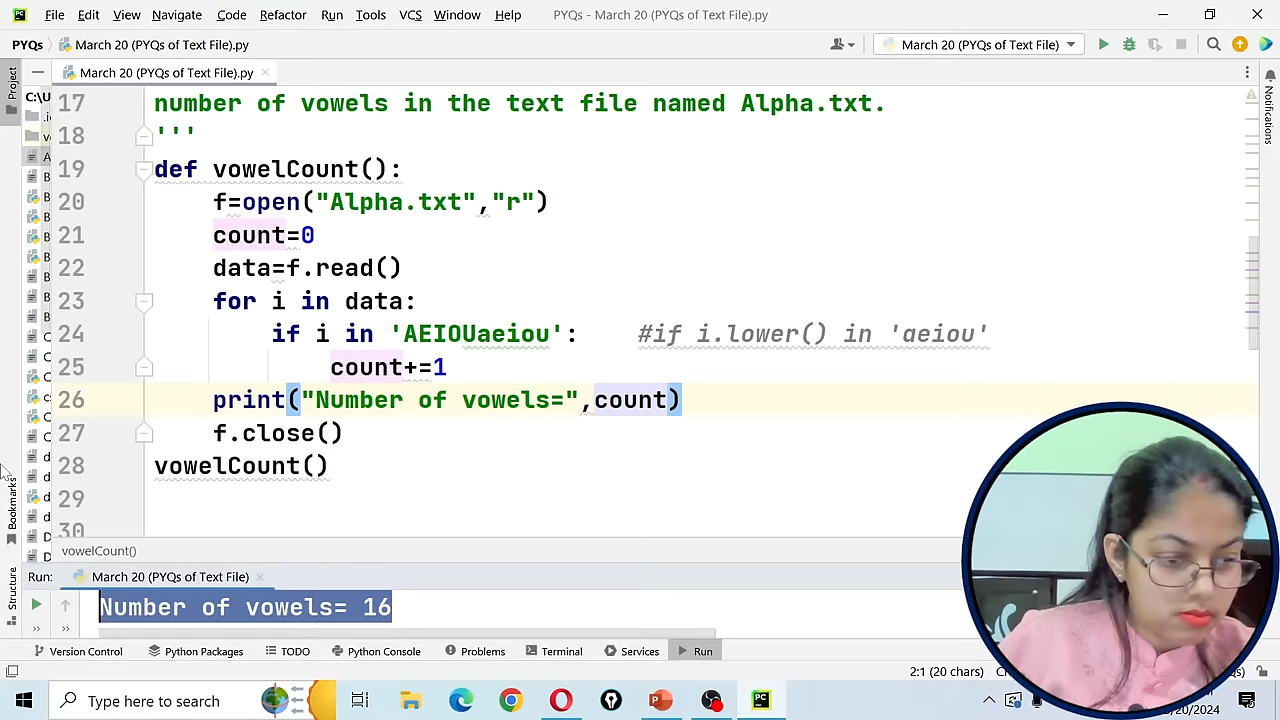 File Edit View Navigate Code Refactor Run Tools VCS Window Help PYQs - March 20 (PYQs of Text File).py
PYQs March 20 (PYQs of Text File).py March 20 (PYQs of Text File)
March 20 (PYQs of Text File).py
Project
Notifications
C:\U
17 number of vowels in the text file named Alpha.txt.
18 '''
19 def vowelCount():
20 f=open("Alpha.txt","r")
21 count=0
22 data=f.read()
23 for i in data:
24 if i in 'AEIOUaeiou': #if i.lower() in 'aeiou'
25 count+=1
26 print("Number of vowels=",count)
27 f.close()
28 vowelCount()
29
30
Bookmarks
Structure
vowelCount()
Run: March 20 (PYQs of Text File)
Number of vowels= 16
Version Control Python Packages TODO Python Console Problems Terminal Services Run
2:1 (20 chars)
Type here to search
/20/2024